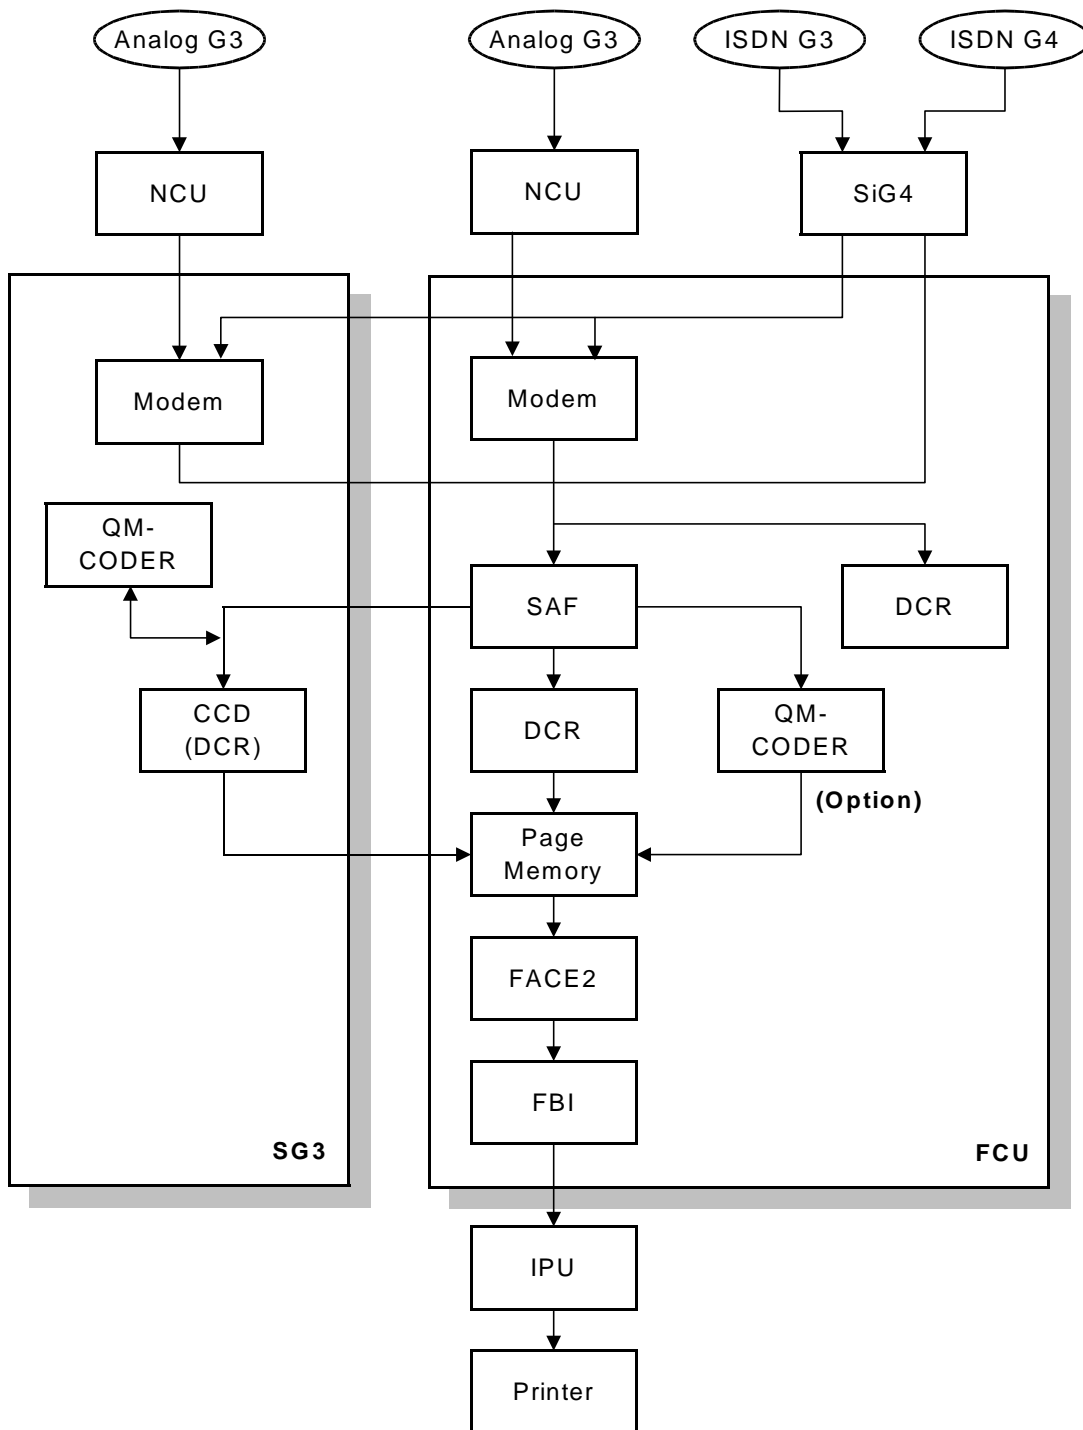 Analog G3
Analog G3
ISDN G3
ISDN G4
NCU
NCU
SiG4
Modem
Modem
QM-
CODER
SAF
DCR
CCD
(DCR)
DCR
QM-
CODER
(Option)
Page
Memory
FACE2
FBI
SG3
FCU
IPU
Printer